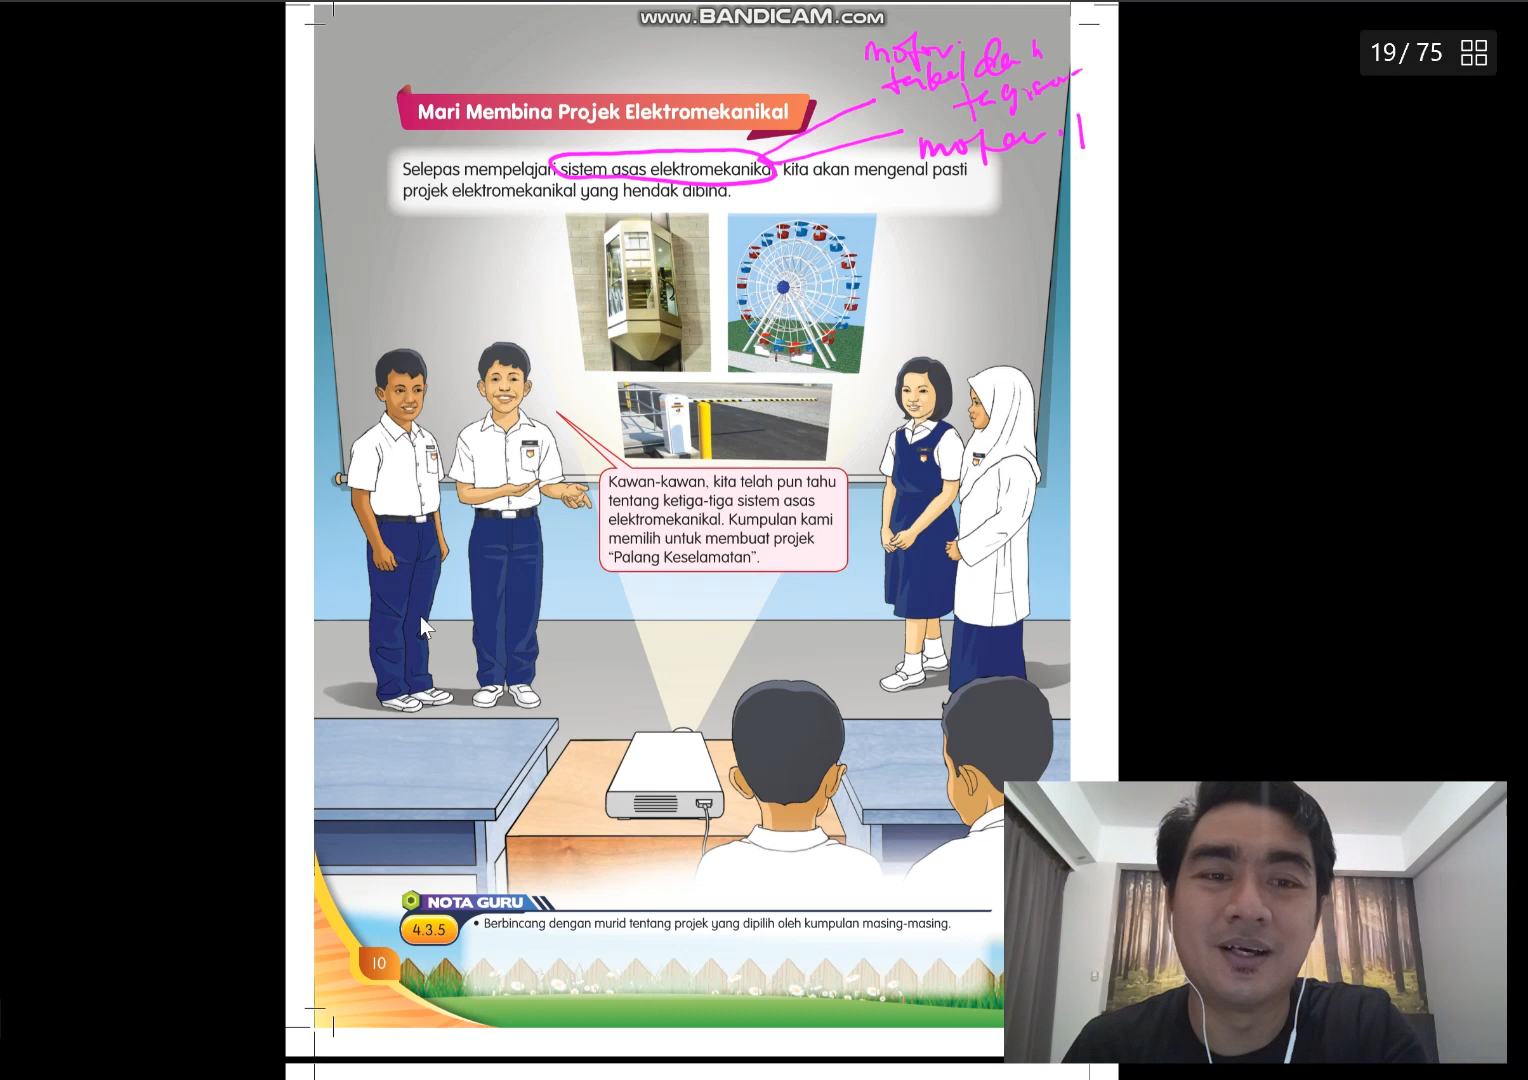 www.BANDICAM.com
19/ 75
motor
Mari Membina Projek Elektromekanikal
Selepas mempelajari sistem asas elektromekanikal, kita akan mengenal pasti
projek elektromekanikal yang hendak dibina.
Kawan-kawan, kita telah pun tahu
tentang ketiga-tiga sistem asas
elektromekanikal. Kumpulan kami
memilih untuk membuat projek
“Palang Keselamatan”.
NOTA GURU
4.3.5
• Berbincang dengan murid tentang projek yang dipilih oleh kumpulan masing-masing.
10